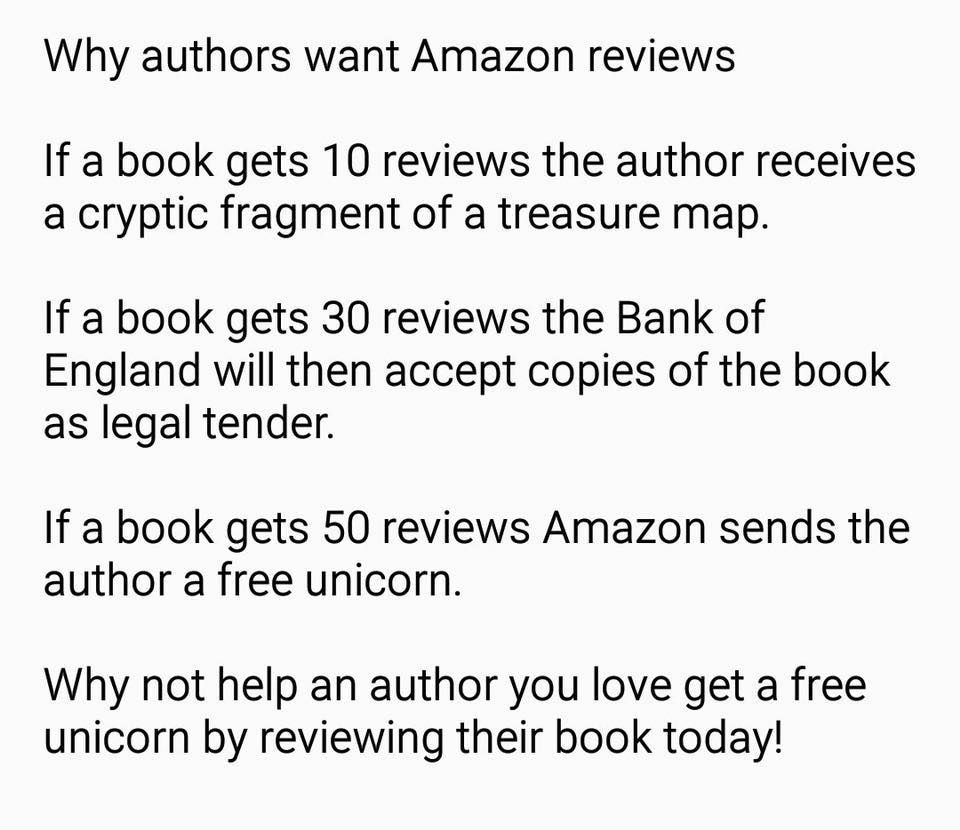 Why authors want Amazon reviews
If a book gets 10 reviews the author receives
a cryptic fragment of a treasure map.
If a book gets 30 reviews the Bank of
England will then accept copies of the book
as legal tender.
If a book gets 50 reviews Amazon sends the
author a free unicorn.
Why not help an author you love get a free
unicorn by reviewing their book today!